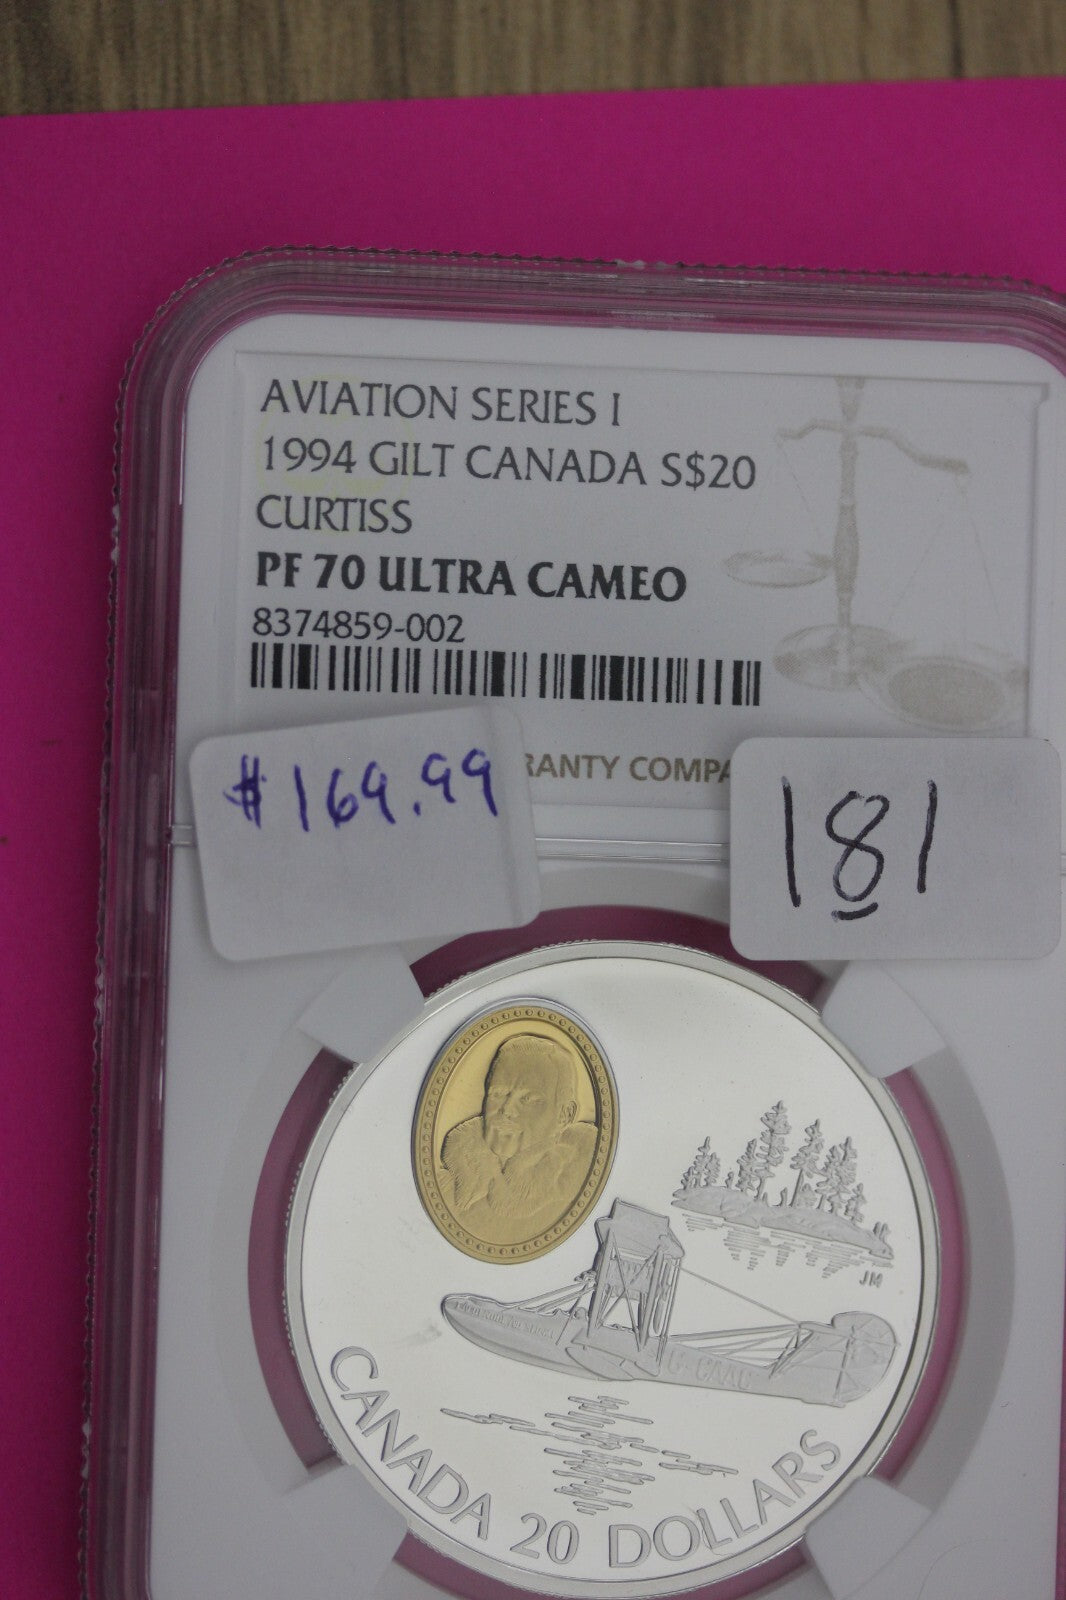 AVIATION SERIES I
1994 GILT CANADA S$20
CURTISS
PF 70 ULTRA CAMEO
8374859-002
RANTY COMPA
$169.99
181
JM
G-CAAC
CANADA 20 DOLLARS